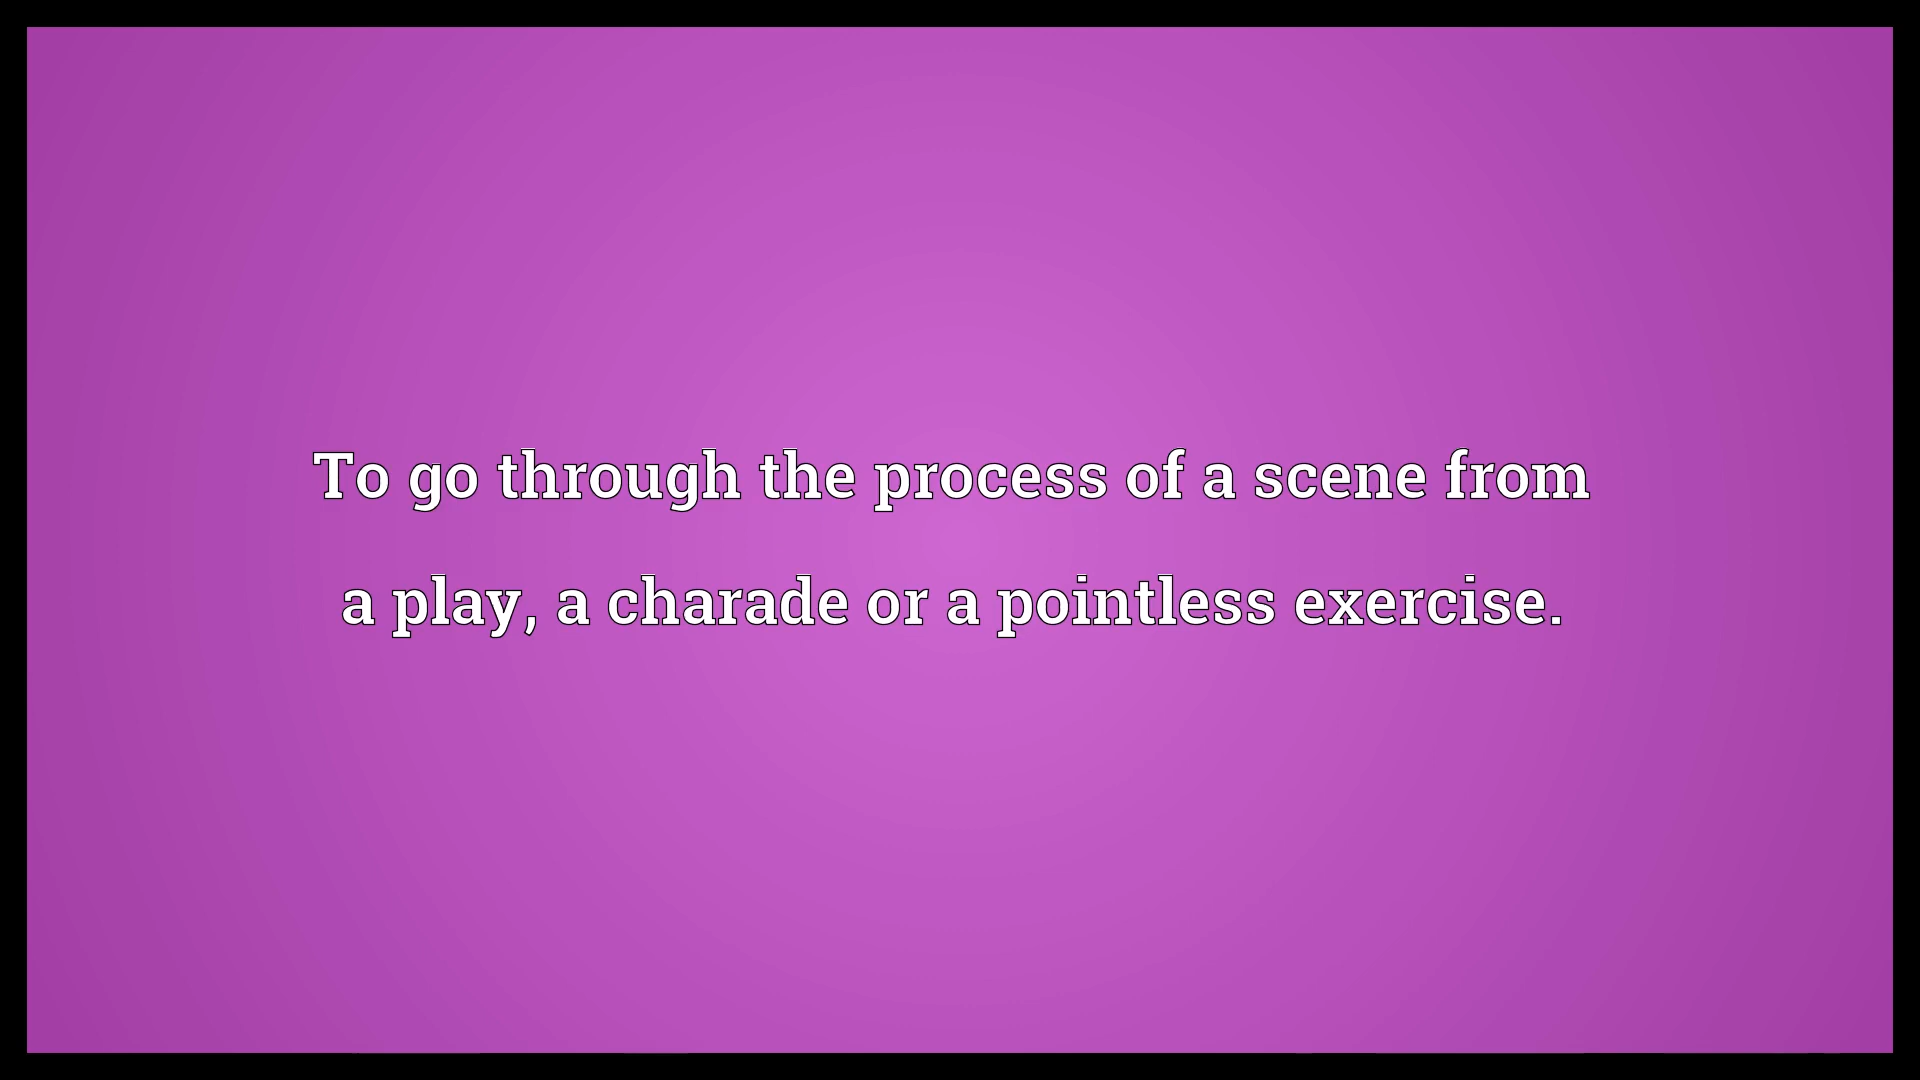 To go through the process of a scene from
a play, a charade or a pointless exercise.